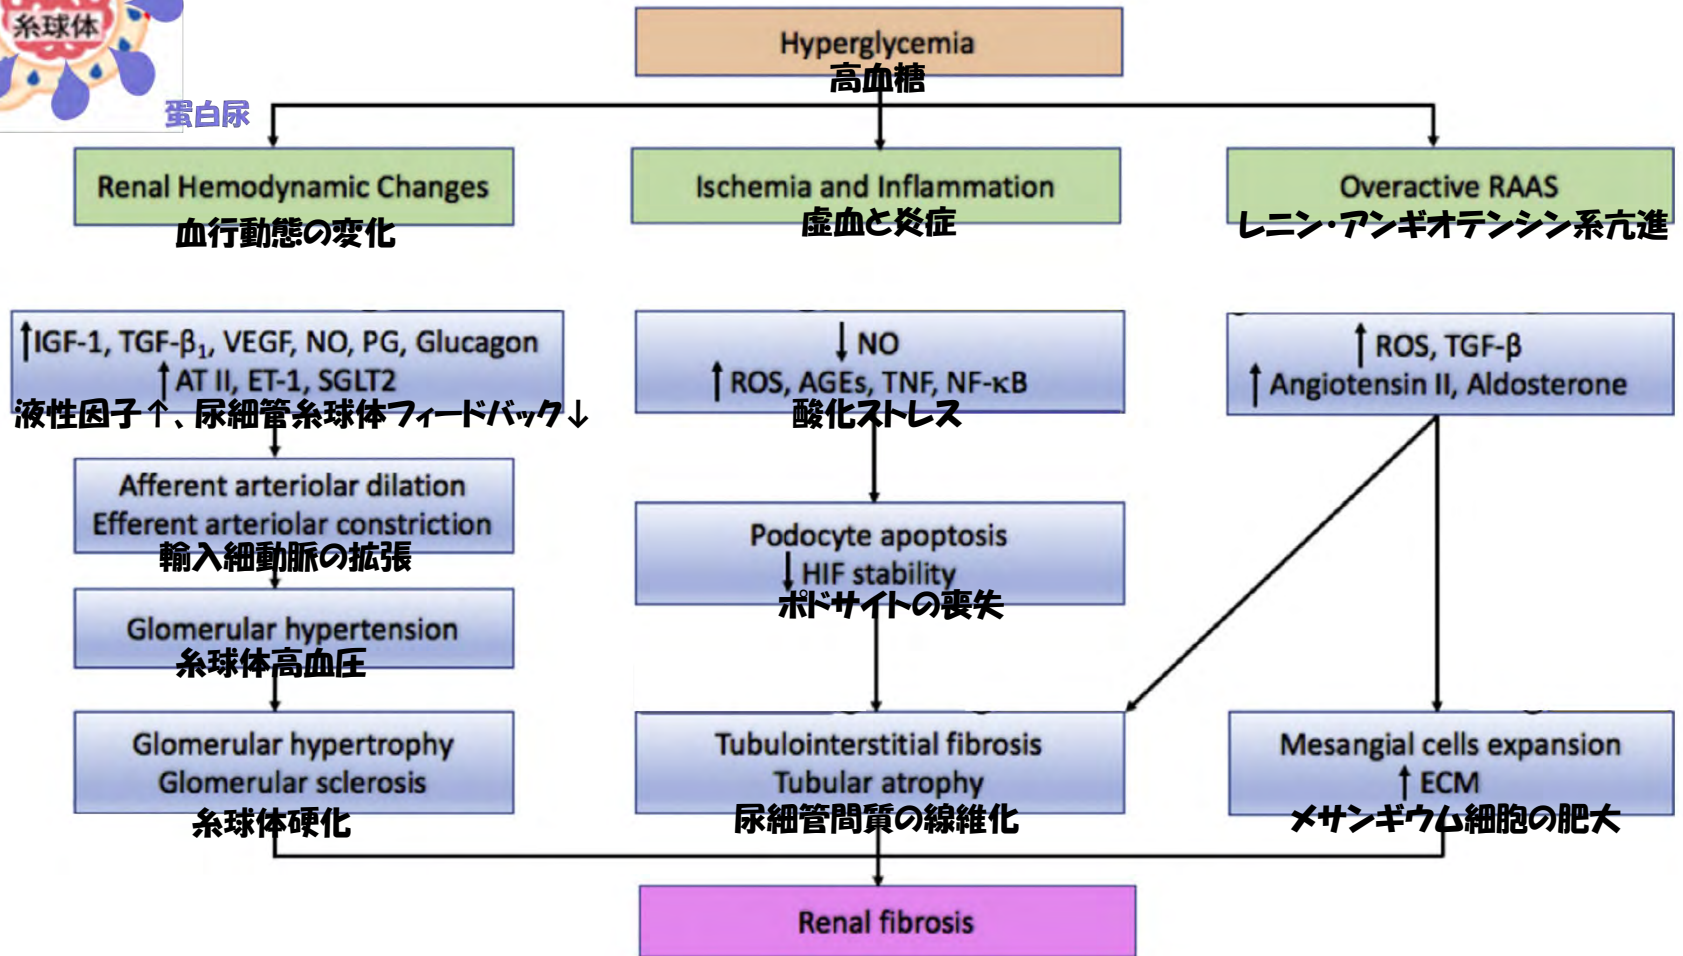 糸球体
蛋白尿
Hyperglycemia
高血糖
Renal Hemodynamic Changes
血行動態の変化
Ischemia and Inflammation
虚血と炎症
Overactive RAAS
レニン・アンギオテンシン系亢進
↑IGF-1, TGF-β₁, VEGF, NO, PG, Glucagon
↑AT II, ET-1, SGLT2
液性因子↑、尿細管糸球体フィードバック↓
↓NO
↑ROS, AGEs, TNF, NF-κB
酸化ストレス
↑ROS, TGF-β
↑Angiotensin II, Aldosterone
Afferent arteriolar dilation
Efferent arteriolar constriction
輸入細動脈の拡張
Podocyte apoptosis
↓HIF stability
ポドサイトの喪失
Glomerular hypertension
糸球体高血圧
Glomerular hypertrophy
Glomerular sclerosis
糸球体硬化
Tubulointerstitial fibrosis
Tubular atrophy
尿細管間質の線維化
Mesangial cells expansion
↑ECM
メサンギウム細胞の肥大
Renal fibrosis